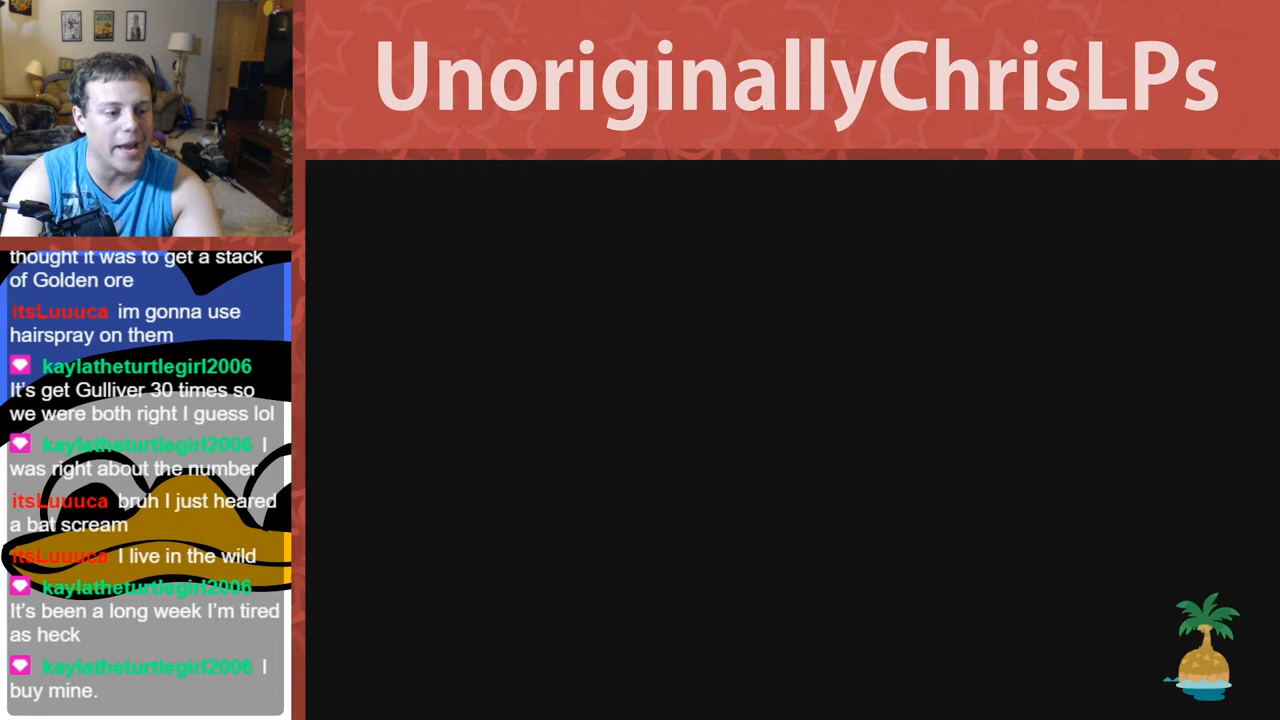 UnoriginallyChrisLPs
thought it was to get a stack
of Golden ore
itsLuuuca im gonna use
hairspray on them
kaylatheturtlegirl2006
It's get Gulliver 30 times so
we were both right I guess lol
kaylatheturtlegirl2006 I
was right about the number
itsLuuuca bruh I just heared
a bat scream
itsLuuuca I live in the wild
kaylatheturtlegirl2006
It's been a long week I'm tired
as heck
kaylatheturtlegirl2006 I
buy mine.